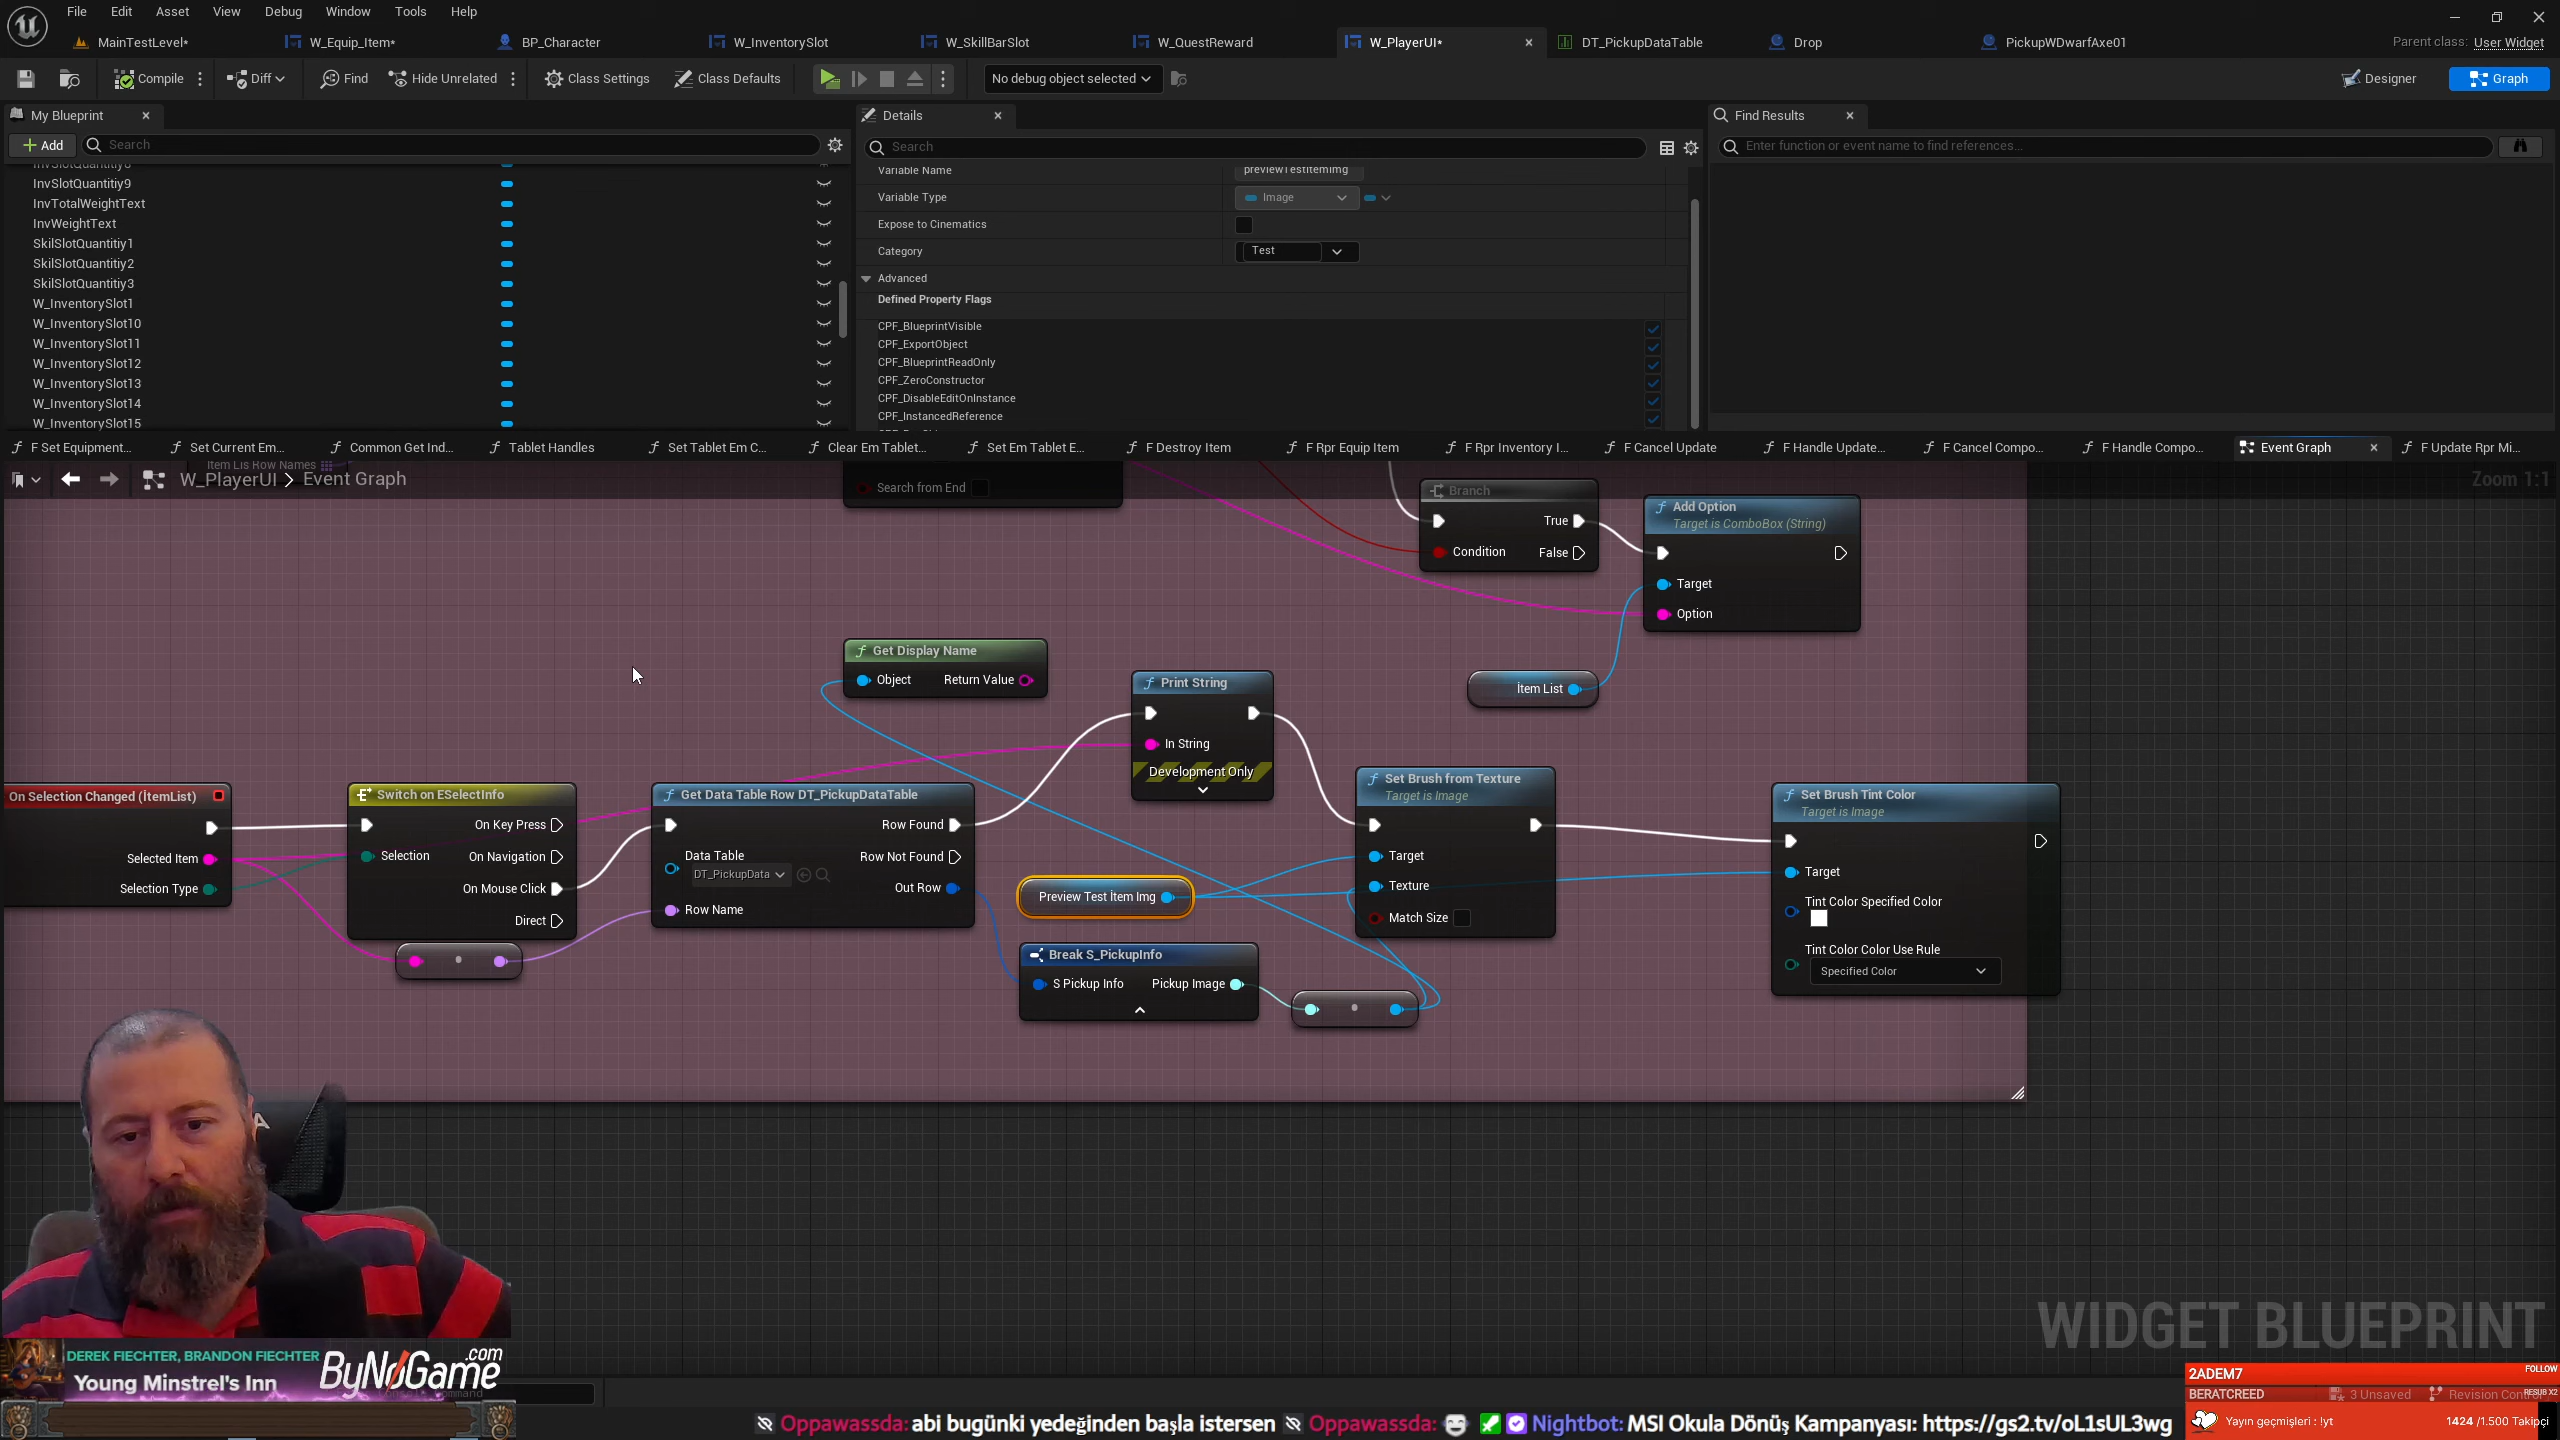 File Edit Asset View Debug Window Tools Help
MainTestLevel*
W_Equip_Item*
BP_Character
W_InventorySlot
W_SkillBarSlot
W_QuestReward
W_PlayerUI*
DT_PickupDataTable
Drop
PickupWDwarfAxe01
Parent class: User Widget
Compile
Diff
Find
Hide Unrelated
Class Settings
Class Defaults
No debug object selected
Designer
Graph
My Blueprint
Add
Search
InvSlotQuantitiy9
InvTotalWeightText
InvWeightText
SkilSlotQuantitiy1
SkilSlotQuantitiy2
SkilSlotQuantitiy3
W_InventorySlot1
W_InventorySlot10
W_InventorySlot11
W_InventorySlot12
W_InventorySlot13
W_InventorySlot14
W_InventorySlot15
Details
Search
Variable Name previewTestItemImg
Variable Type Image
Expose to Cinematics
Category Test
Advanced
Defined Property Flags
CPF_BlueprintVisible
CPF_ExportObject
CPF_BlueprintReadOnly
CPF_ZeroConstructor
CPF_DisableEditOnInstance
CPF_InstancedReference
Find Results
Enter function or event name to find references...
F Set Equipment...
Set Current Em...
Common Get Ind...
Tablet Handles
Set Tablet Em C...
Clear Em Tablet...
Set Em Tablet E...
F Destroy Item
F Rpr Equip Item
F Rpr Inventory I...
F Cancel Update
F Handle Update...
F Cancel Compo...
F Handle Compo...
Event Graph
F Update Rpr Mi...
Item Lis Row Names
W_PlayerUI > Event Graph
Zoom 1:1
Search from End
Branch
True
Condition
False
Add Option
Target is ComboBox (String)
Target
Option
İtem List
Get Display Name
Object
Return Value
Print String
In String
Development Only
On Selection Changed (İtemList)
Selected Item
Selection Type
Switch on ESelectInfo
On Key Press
Selection
On Navigation
On Mouse Click
Direct
Get Data Table Row DT_PickupDataTable
Row Found
Data Table
DT_PickupData
Row Not Found
Out Row
Row Name
Preview Test İtem Img
Break S_PickupInfo
S Pickup Info
Pickup Image
Set Brush from Texture
Target is Image
Target
Texture
Match Size
Set Brush Tint Color
Target is Image
Target
Tint Color Specified Color
Tint Color Color Use Rule
Specified Color
WIDGET BLUEPRINT
DEREK FIECHTER, BRANDON FIECHTER
Young Minstrel's Inn
ByNoGame.com
2ADEM7
FOLLOW
BERATCREED
RESUB X2
3 Unsaved
Revision Control
Yayın geçmişleri : !yt
1424 /1.500 Takipçi
Oppawassda: abi bugünki yedeğinden başla istersen Oppawassda: Nightbot: MSI Okula Dönüş Kampanyası: https://gs2.tv/oL1sUL3wg